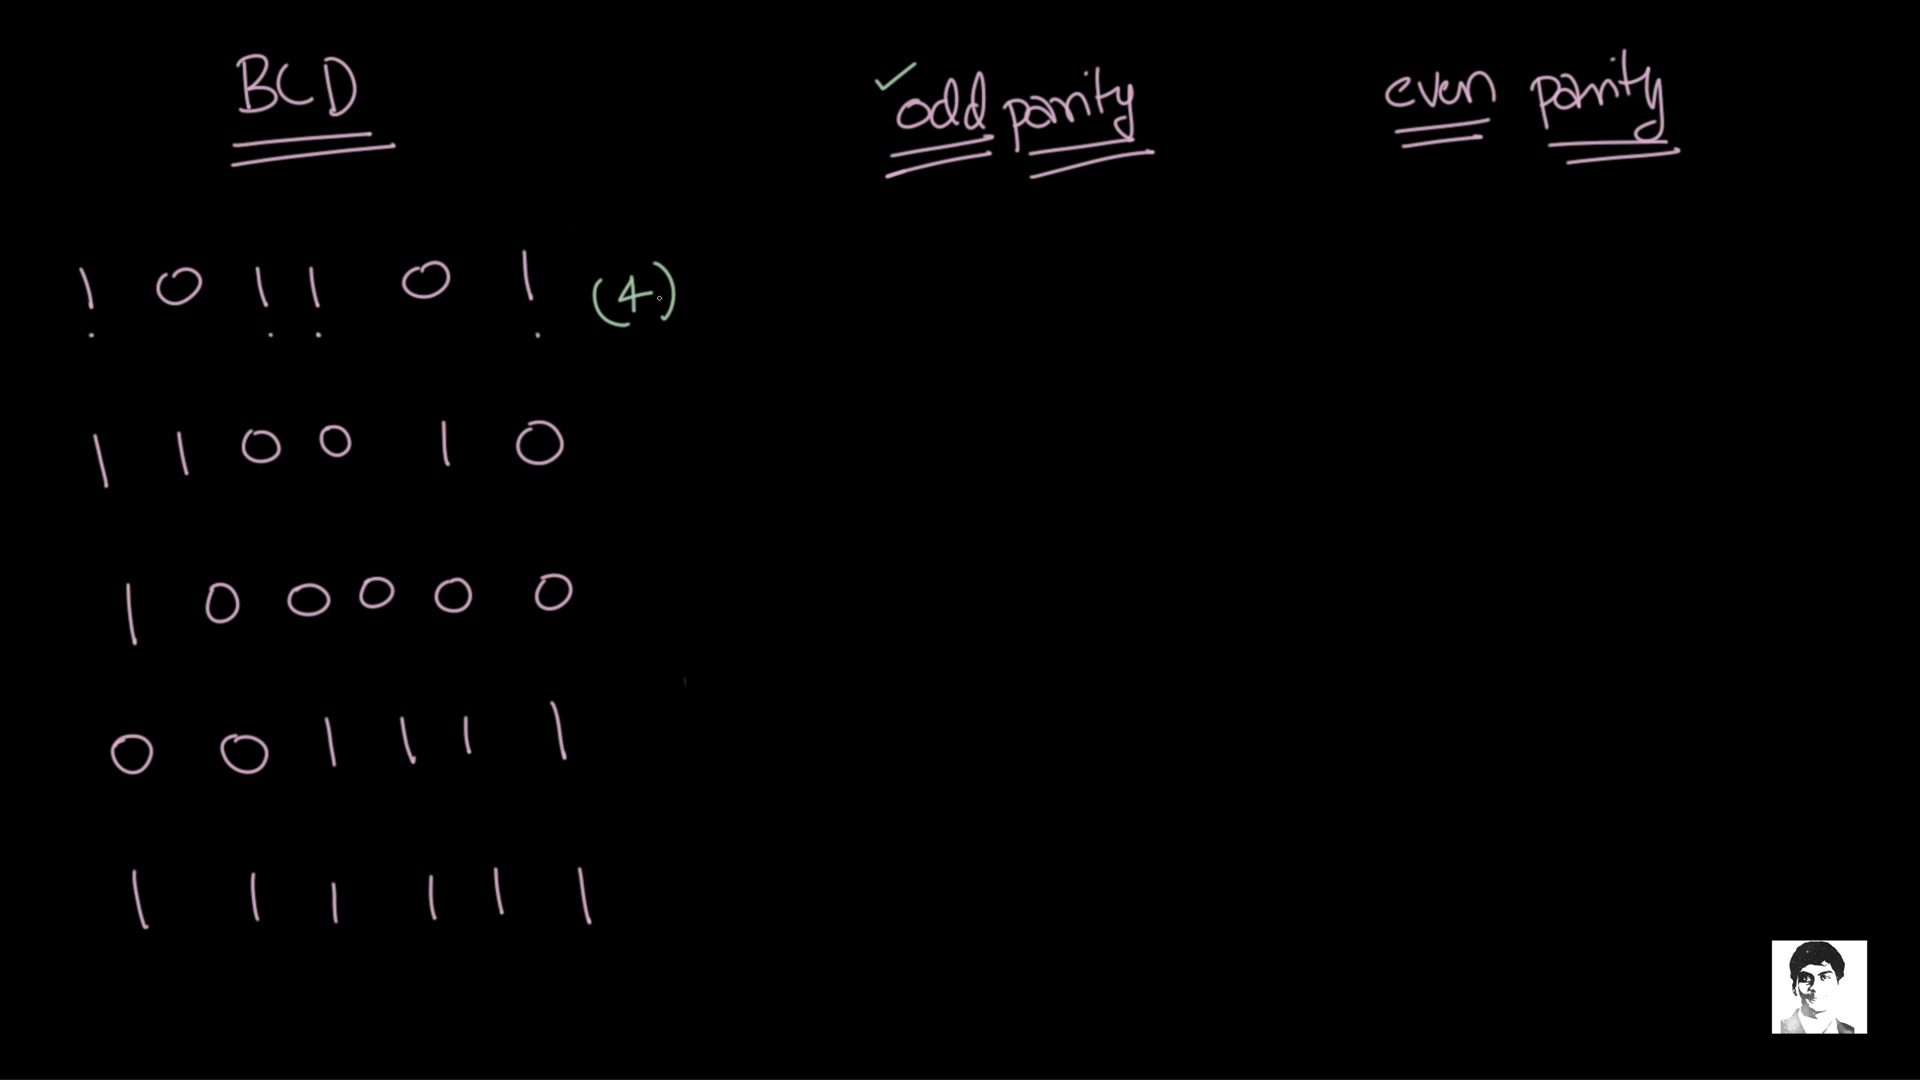 BCD odd parity even parity
1 0 1 1 0 1 (4)
1 1 0 0 1 0
1 0 0 0 0 0
0 0 1 1 1 1
1 1 1 1 1 1